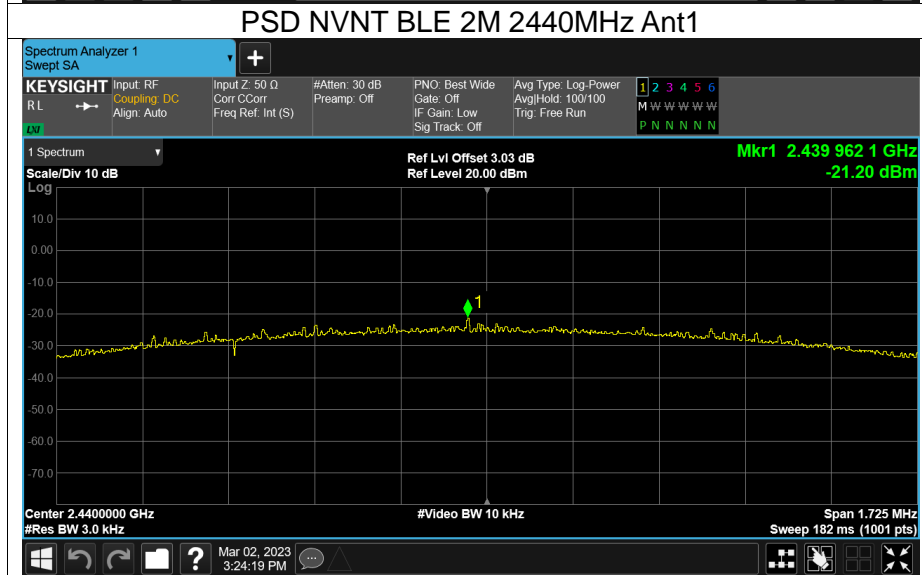 PSD NVNT BLE 2M 2440MHz Ant1
Spectrum Analyzer 1
Swept SA
+
KEYSIGHT
R L
LXI
Input: RF
Coupling: DC
Align: Auto
Input Z: 50 Ω
Corr CCorr
Freq Ref: Int (S)
#Atten: 30 dB
Preamp: Off
PNO: Best Wide
Gate: Off
IF Gain: Low
Sig Track: Off
Avg Type: Log-Power
Avg|Hold: 100/100
Trig: Free Run
1 2 3 4 5 6
M W W W W W
P N N N N N
1 Spectrum
Scale/Div 10 dB
Log
Ref Lvl Offset 3.03 dB
Ref Level 20.00 dBm
Mkr1 2.439 962 1 GHz
-21.20 dBm
10.0
0.00
-10.0
-20.0
-30.0
-40.0
-50.0
-60.0
-70.0
1
Center 2.4400000 GHz
#Res BW 3.0 kHz
#Video BW 10 kHz
Span 1.725 MHz
Sweep 182 ms (1001 pts)
?
Mar 02, 2023
3:24:19 PM